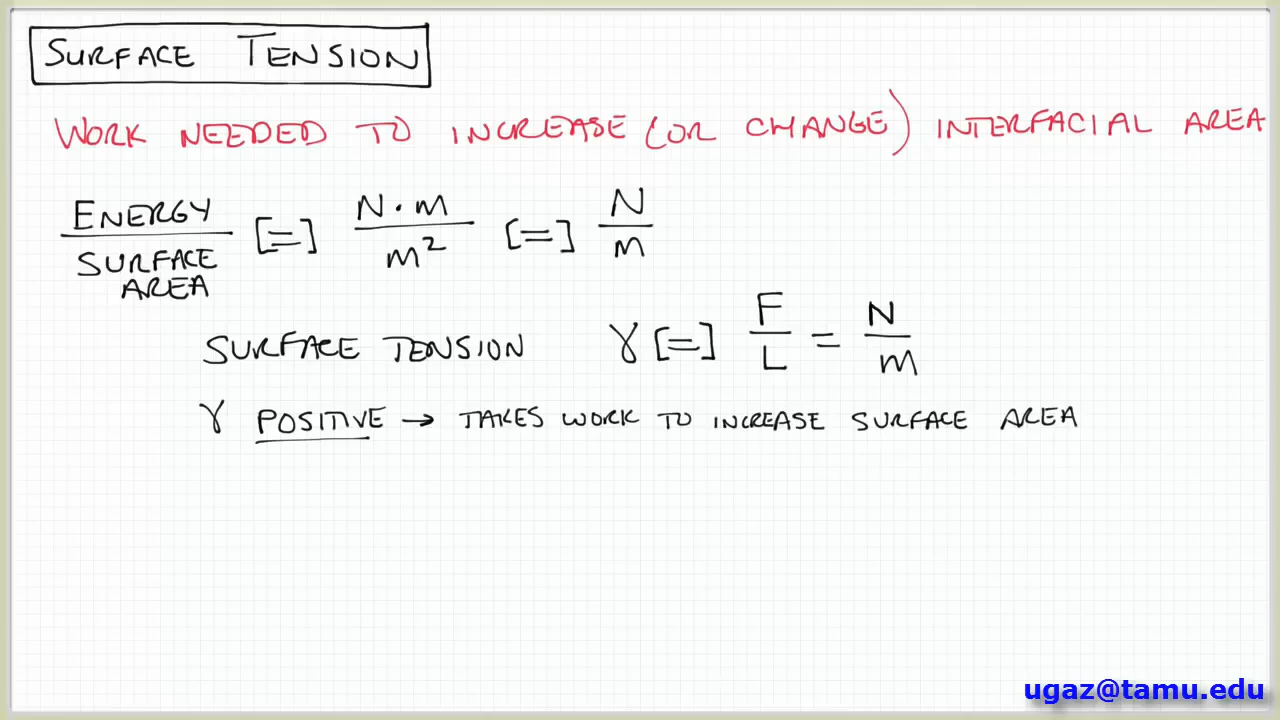 SURFACE TENSION
WORK NEEDED TO INCREASE (OR CHANGE) INTERFACIAL AREA
ENERGY / SURFACE AREA [=] N·m / m² [=] N / m
SURFACE TENSION γ [=] F / L = N / m
γ POSITIVE → TAKES WORK TO INCREASE SURFACE AREA
ugaz@tamu.edu